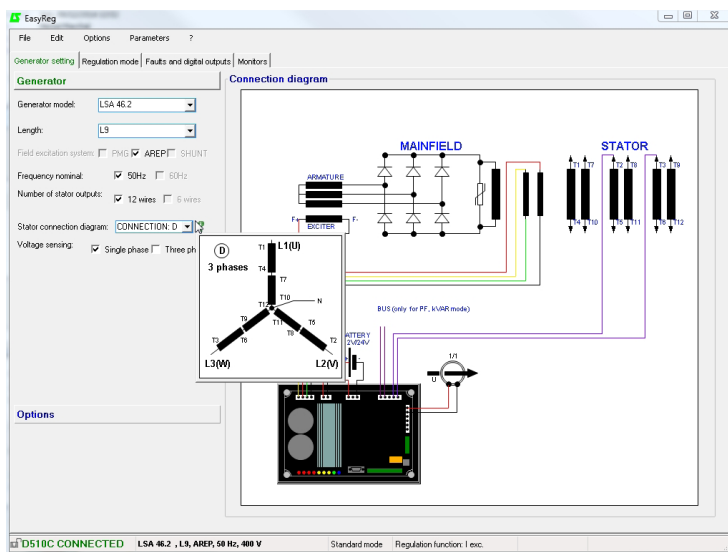 EasyReg
File Edit Options Parameters ?
Generator setting Regulation mode Faults and digital outputs Monitors
Generator
Generator model: LSA 46.2
Length: L9
Field excitation system: PMG AREP SHUNT
Frequency nominal: 50Hz 60Hz
Number of stator outputs: 12 wires 6 wires
Stator connection diagram: CONNECTION: D
Voltage sensing: Single phase Three ph
D
3 phases
T1 L1(U)
T4
T7
T10 N
T12
T9 T11 T5
T3 T6 T8 T2
L3(W) L2(V)
Options
Connection diagram
MAINFIELD STATOR
ARMATURE
F+ F-
EXCITER
T1 T7 T2 T8 T3 T9
T4 T10 T5 T11 T6 T12
BUS (only for PF, kVAR mode)
ATTERY
2V/24V
+ -
1/1
U
D510C CONNECTED LSA 46.2 , L9, AREP, 50 Hz, 400 V Standard mode Regulation function: I exc.